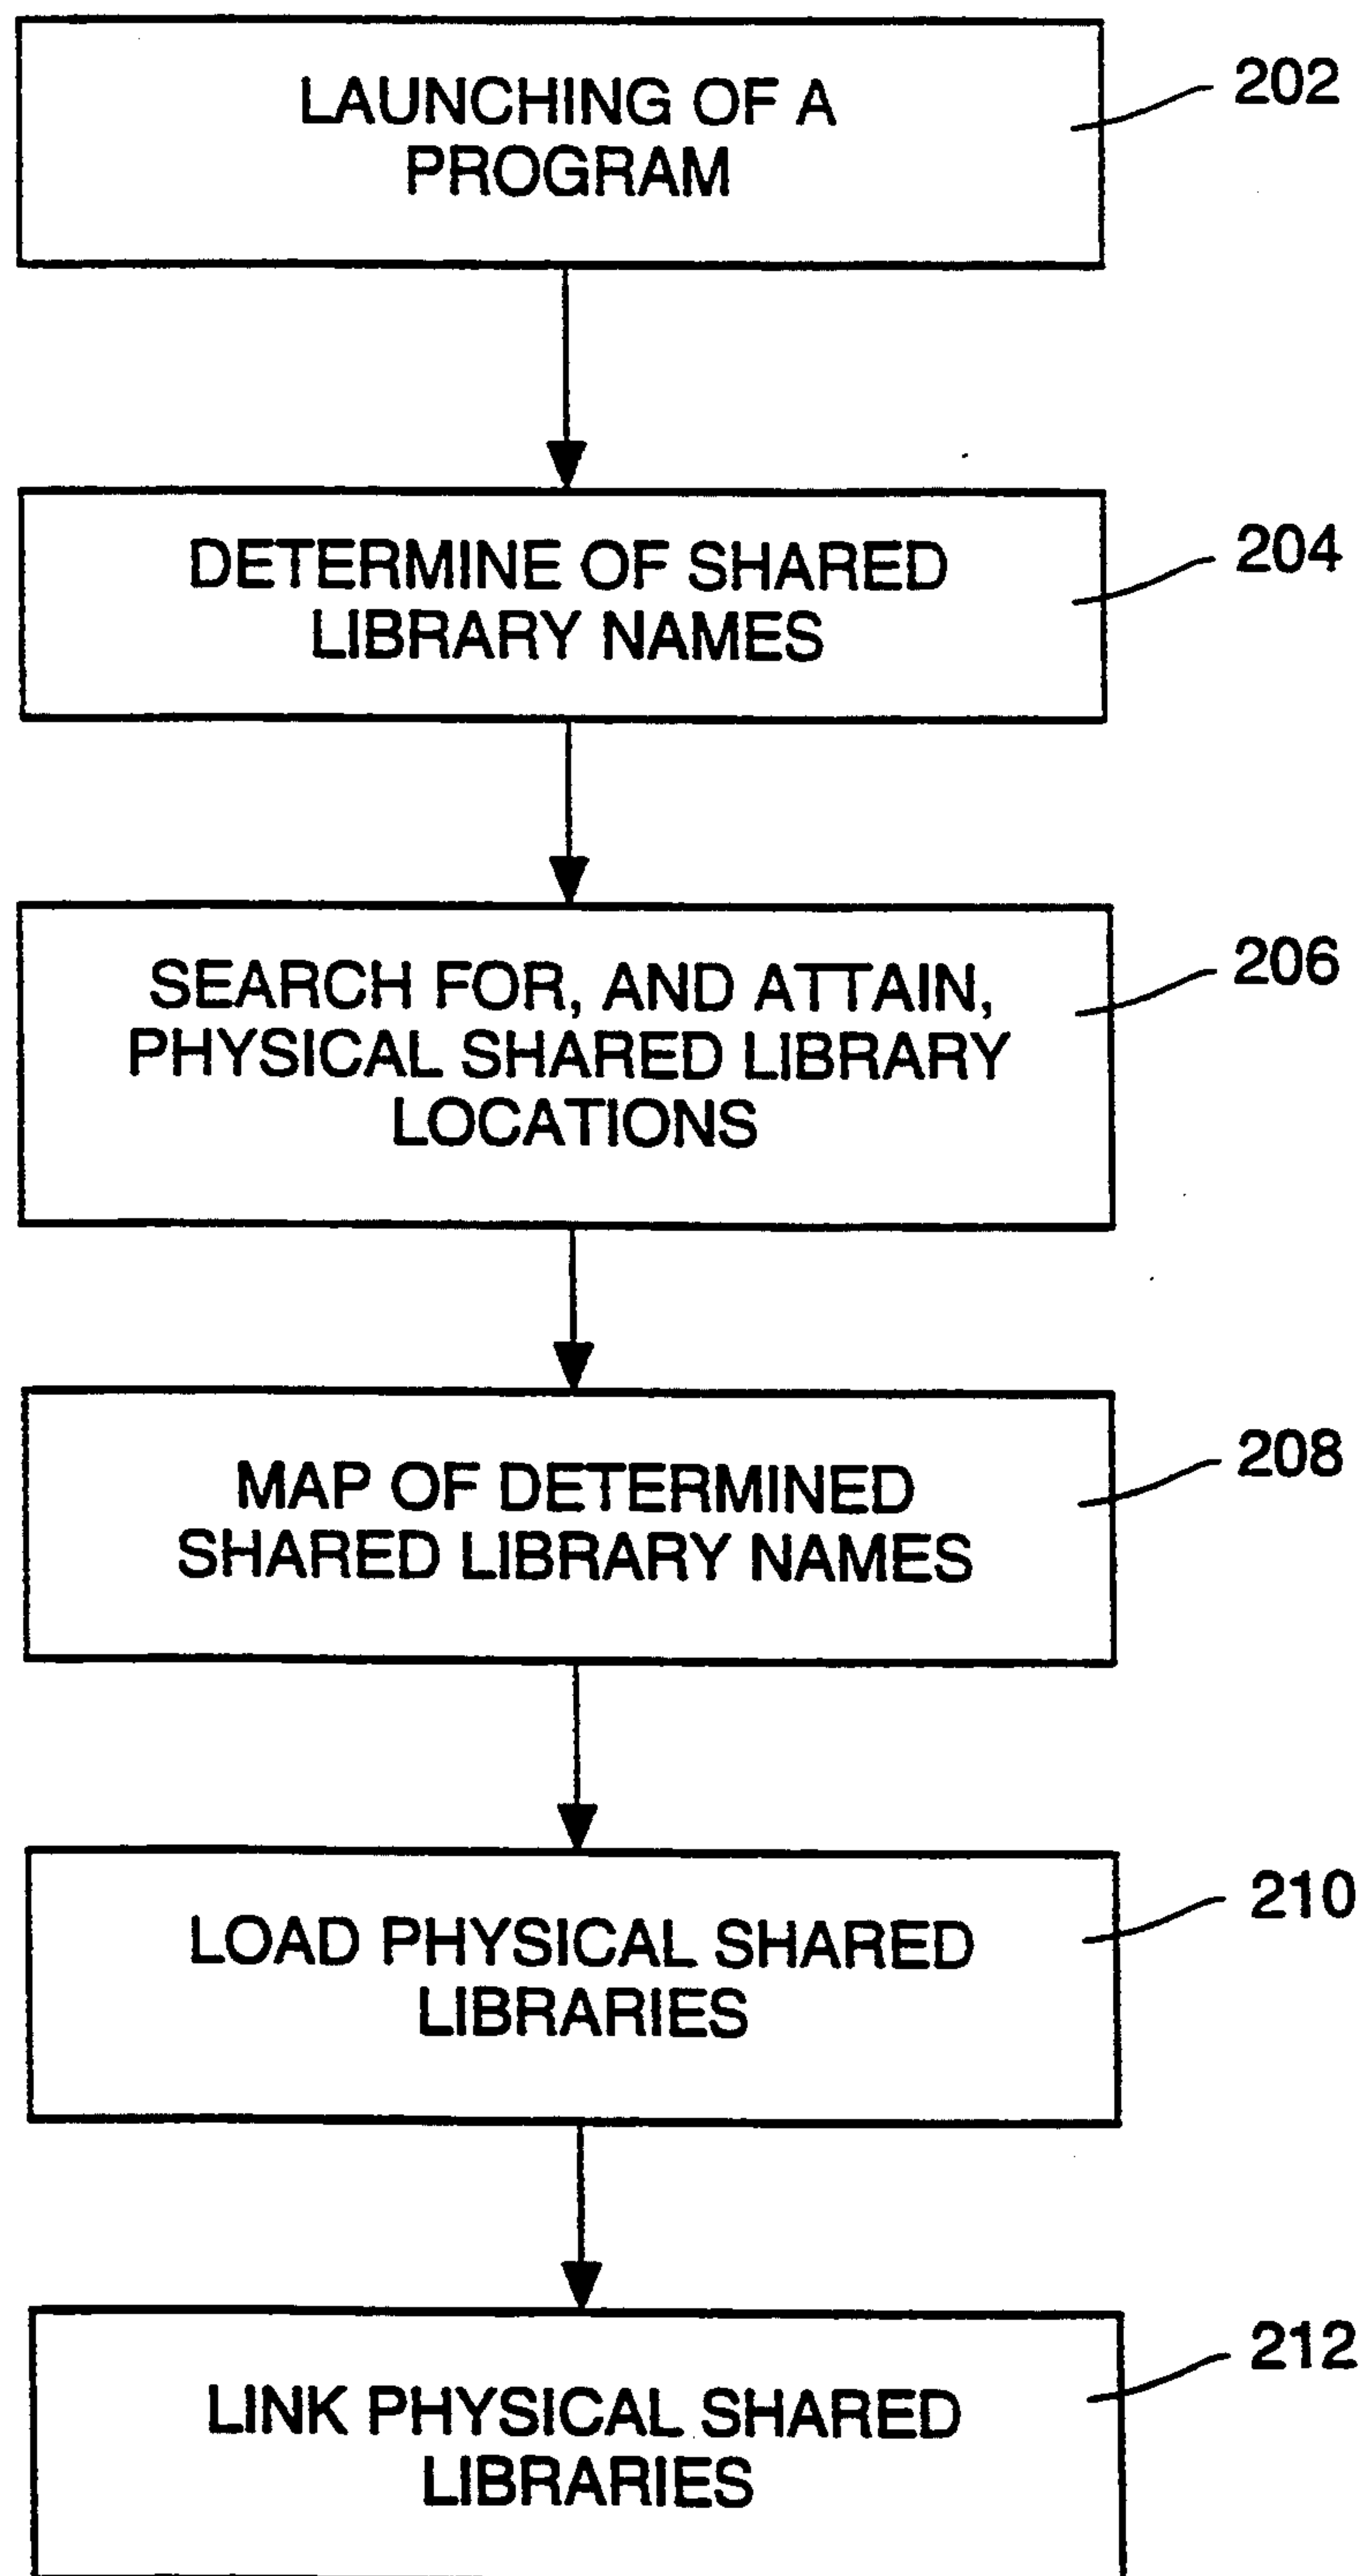 LAUNCHING OF A
PROGRAM
202
DETERMINE OF SHARED
LIBRARY NAMES
204
SEARCH FOR, AND ATTAIN,
PHYSICAL SHARED LIBRARY
LOCATIONS
206
MAP OF DETERMINED
SHARED LIBRARY NAMES
208
LOAD PHYSICAL SHARED
LIBRARIES
210
LINK PHYSICAL SHARED
LIBRARIES
212